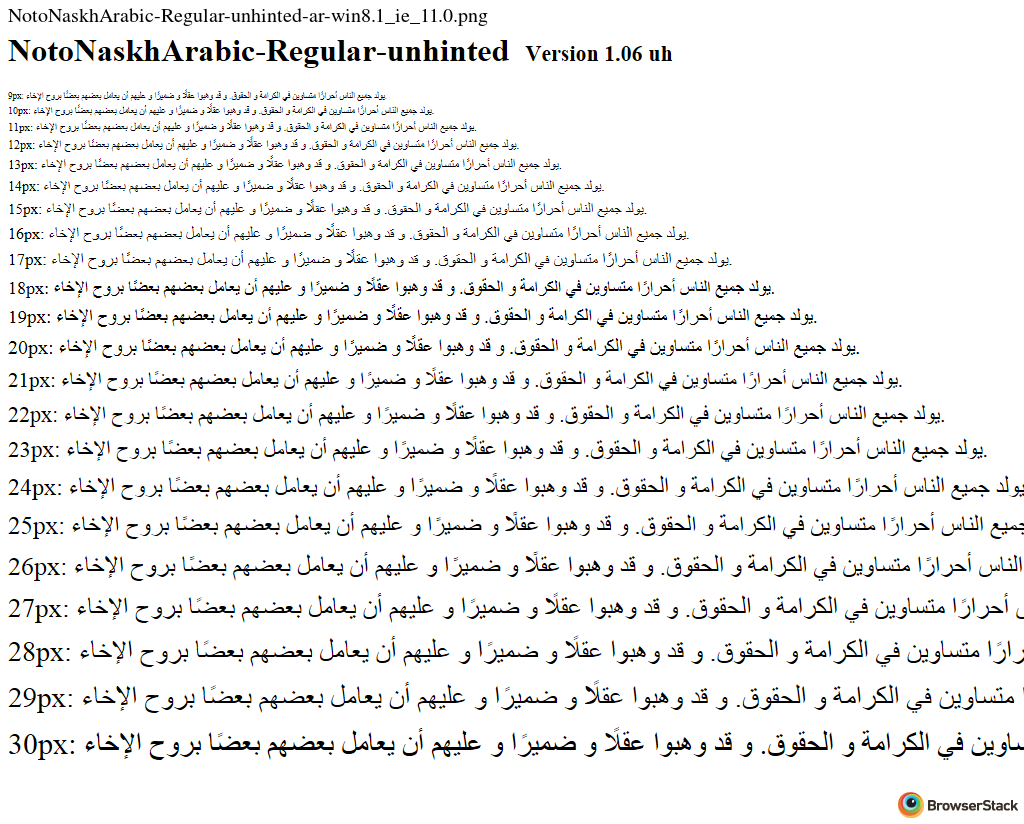 NotoNaskhArabic-Regular-unhinted-ar-win8.1_ie_11.0.png
NotoNaskhArabic-Regular-unhinted Version 1.06 uh
9px: يولد جميع الناس أحرارًا متساوين في الكرامة و الحقوق. و قد وهبوا عقلًا و ضميرًا و عليهم أن يعامل بعضهم بعضًا بروح الإخاء.
10px: يولد جميع الناس أحرارًا متساوين في الكرامة و الحقوق. و قد وهبوا عقلًا و ضميرًا و عليهم أن يعامل بعضهم بعضًا بروح الإخاء.
11px: يولد جميع الناس أحرارًا متساوين في الكرامة و الحقوق. و قد وهبوا عقلًا و ضميرًا و عليهم أن يعامل بعضهم بعضًا بروح الإخاء.
12px: يولد جميع الناس أحرارًا متساوين في الكرامة و الحقوق. و قد وهبوا عقلًا و ضميرًا و عليهم أن يعامل بعضهم بعضًا بروح الإخاء.
13px: يولد جميع الناس أحرارًا متساوين في الكرامة و الحقوق. و قد وهبوا عقلًا و ضميرًا و عليهم أن يعامل بعضهم بعضًا بروح الإخاء.
14px: يولد جميع الناس أحرارًا متساوين في الكرامة و الحقوق. و قد وهبوا عقلًا و ضميرًا و عليهم أن يعامل بعضهم بعضًا بروح الإخاء.
15px: يولد جميع الناس أحرارًا متساوين في الكرامة و الحقوق. و قد وهبوا عقلًا و ضميرًا و عليهم أن يعامل بعضهم بعضًا بروح الإخاء.
16px: يولد جميع الناس أحرارًا متساوين في الكرامة و الحقوق. و قد وهبوا عقلًا و ضميرًا و عليهم أن يعامل بعضهم بعضًا بروح الإخاء.
17px: يولد جميع الناس أحرارًا متساوين في الكرامة و الحقوق. و قد وهبوا عقلًا و ضميرًا و عليهم أن يعامل بعضهم بعضًا بروح الإخاء.
18px: يولد جميع الناس أحرارًا متساوين في الكرامة و الحقوق. و قد وهبوا عقلًا و ضميرًا و عليهم أن يعامل بعضهم بعضًا بروح الإخاء.
19px: يولد جميع الناس أحرارًا متساوين في الكرامة و الحقوق. و قد وهبوا عقلًا و ضميرًا و عليهم أن يعامل بعضهم بعضًا بروح الإخاء.
20px: يولد جميع الناس أحرارًا متساوين في الكرامة و الحقوق. و قد وهبوا عقلًا و ضميرًا و عليهم أن يعامل بعضهم بعضًا بروح الإخاء.
21px: يولد جميع الناس أحرارًا متساوين في الكرامة و الحقوق. و قد وهبوا عقلًا و ضميرًا و عليهم أن يعامل بعضهم بعضًا بروح الإخاء.
22px: يولد جميع الناس أحرارًا متساوين في الكرامة و الحقوق. و قد وهبوا عقلًا و ضميرًا و عليهم أن يعامل بعضهم بعضًا بروح الإخاء.
23px: يولد جميع الناس أحرارًا متساوين في الكرامة و الحقوق. و قد وهبوا عقلًا و ضميرًا و عليهم أن يعامل بعضهم بعضًا بروح الإخاء.
24px: يولد جميع الناس أحرارًا متساوين في الكرامة و الحقوق. و قد وهبوا عقلًا و ضميرًا و عليهم أن يعامل بعضهم بعضًا بروح الإخاء
25px: جميع الناس أحرارًا متساوين في الكرامة و الحقوق. و قد وهبوا عقلًا و ضميرًا و عليهم أن يعامل بعضهم بعضًا بروح الإخاء
26px: الناس أحرارًا متساوين في الكرامة و الحقوق. و قد وهبوا عقلًا و ضميرًا و عليهم أن يعامل بعضهم بعضًا بروح الإخاء
27px: أحرارًا متساوين في الكرامة و الحقوق. و قد وهبوا عقلًا و ضميرًا و عليهم أن يعامل بعضهم بعضًا بروح الإخاء
28px: رارًا متساوين في الكرامة و الحقوق. و قد وهبوا عقلًا و ضميرًا و عليهم أن يعامل بعضهم بعضًا بروح الإخاء
29px: متساوين في الكرامة و الحقوق. و قد وهبوا عقلًا و ضميرًا و عليهم أن يعامل بعضهم بعضًا بروح الإخاء
30px: ساوين في الكرامة و الحقوق. و قد وهبوا عقلًا و ضميرًا و عليهم أن يعامل بعضهم بعضًا بروح الإخاء
BrowserStack